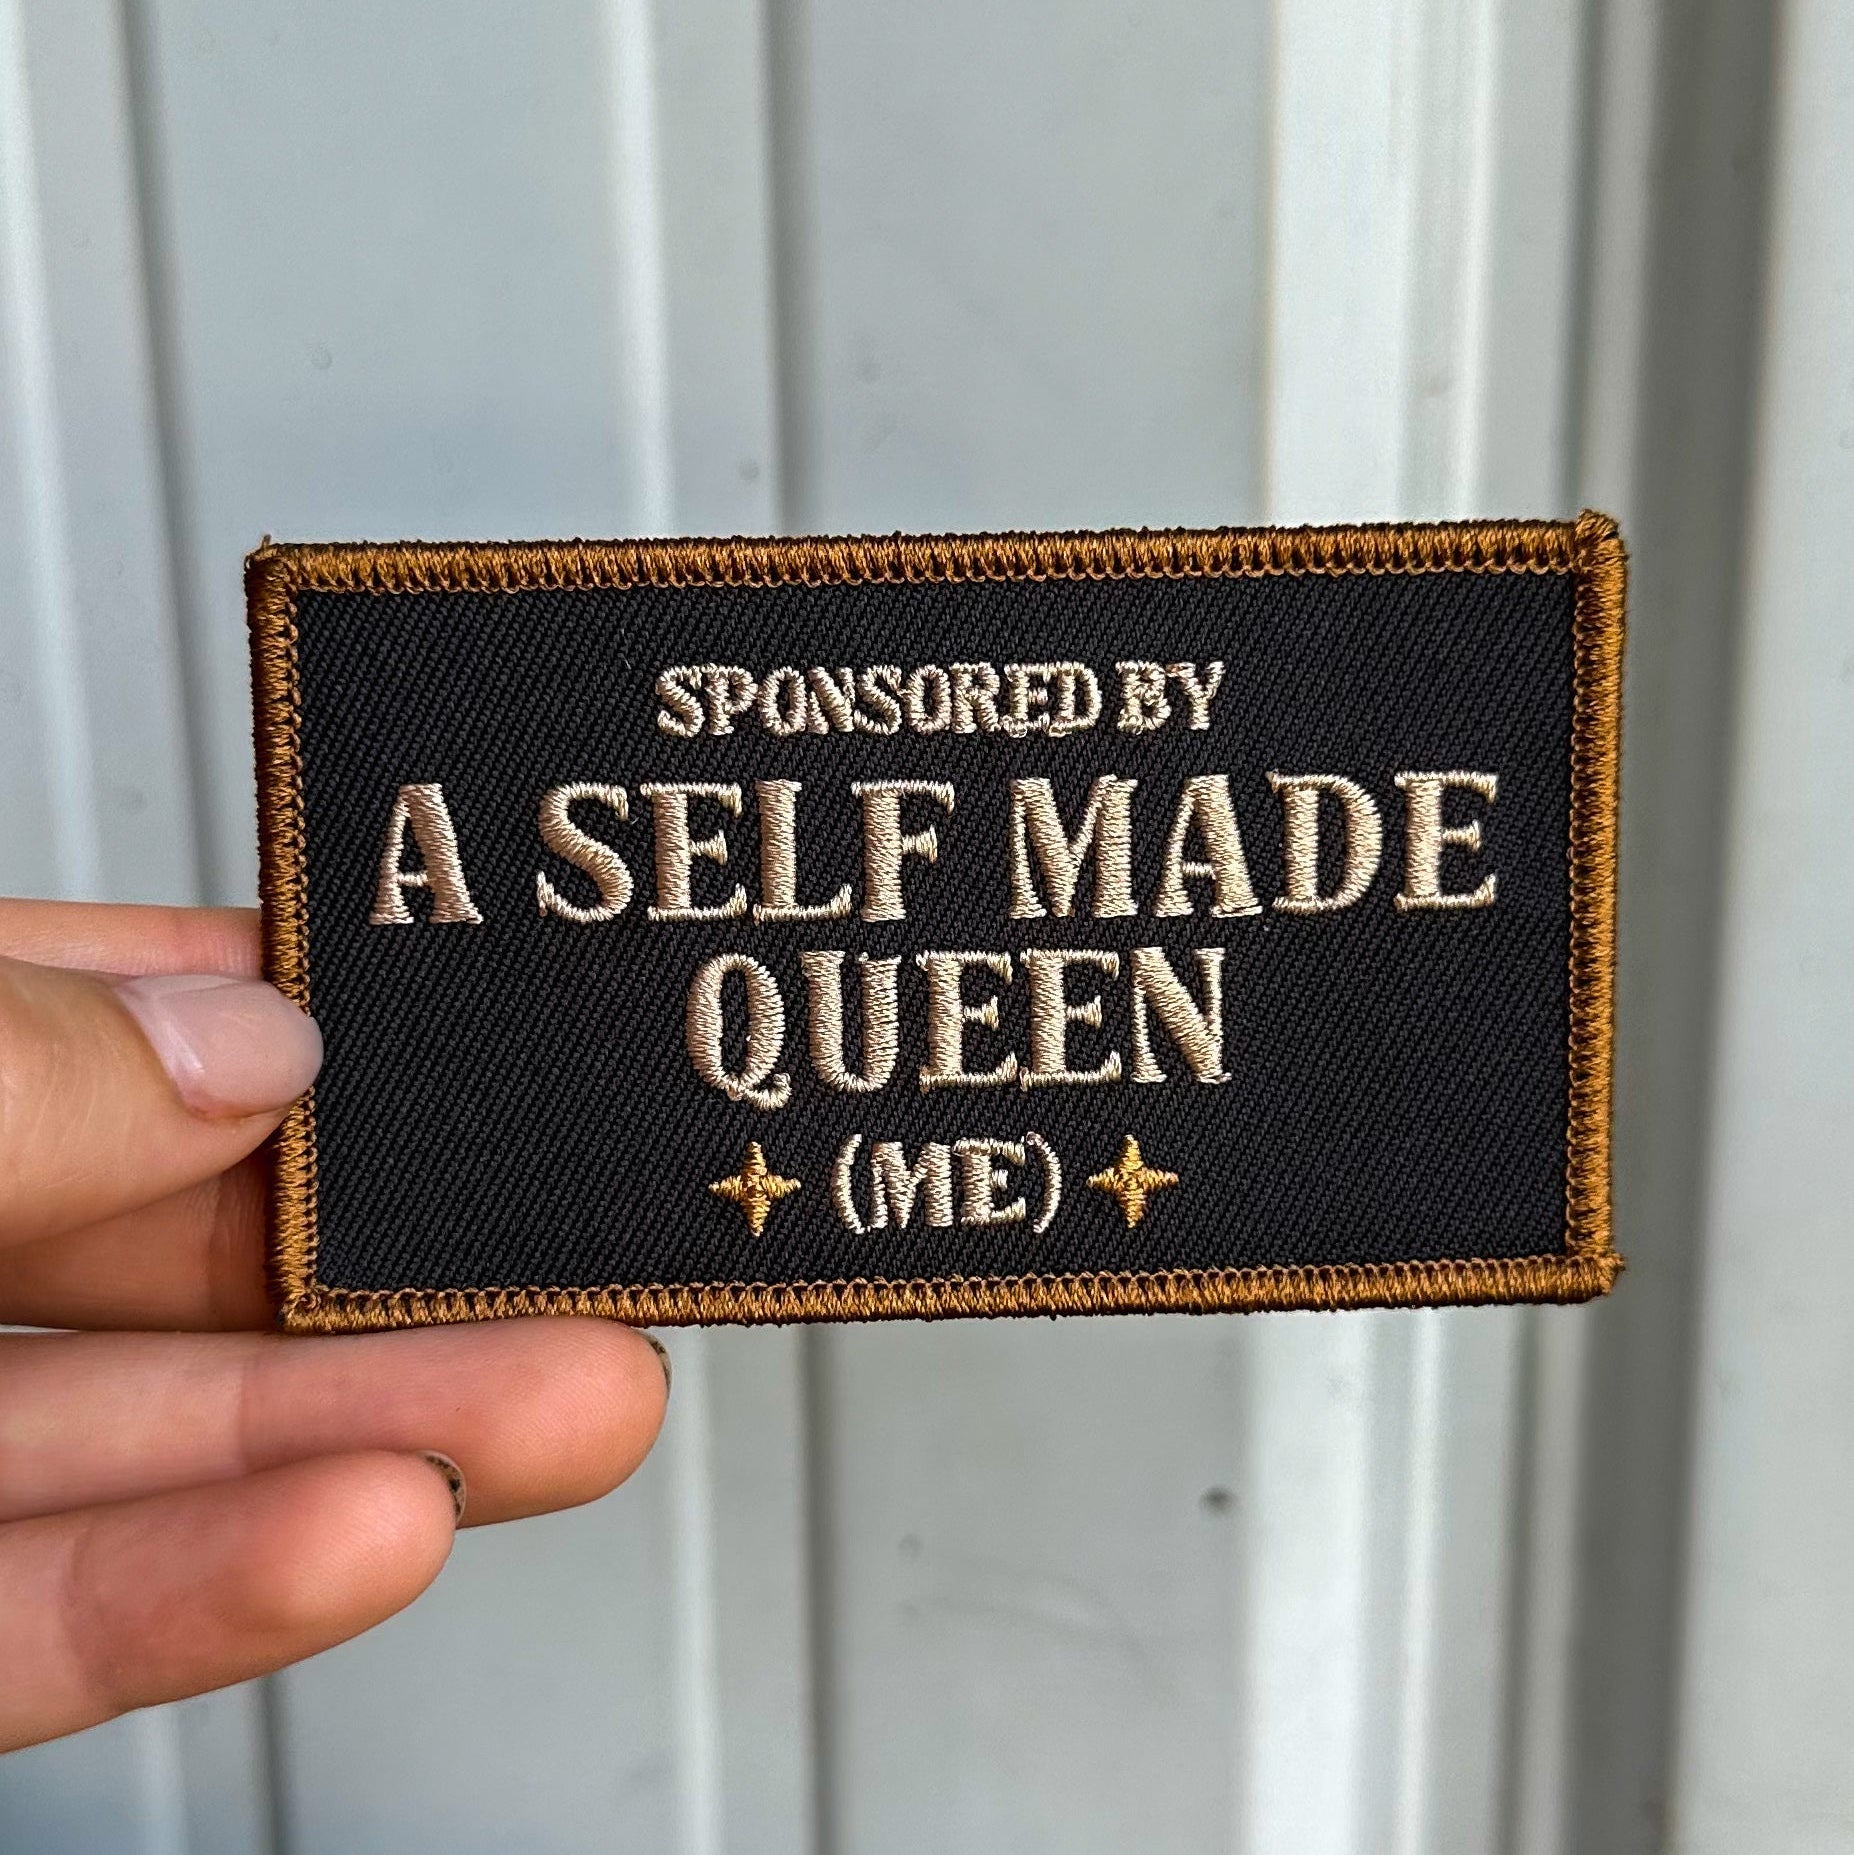 SPONSORED BY
A SELF MADE
QUEEN
(ME)